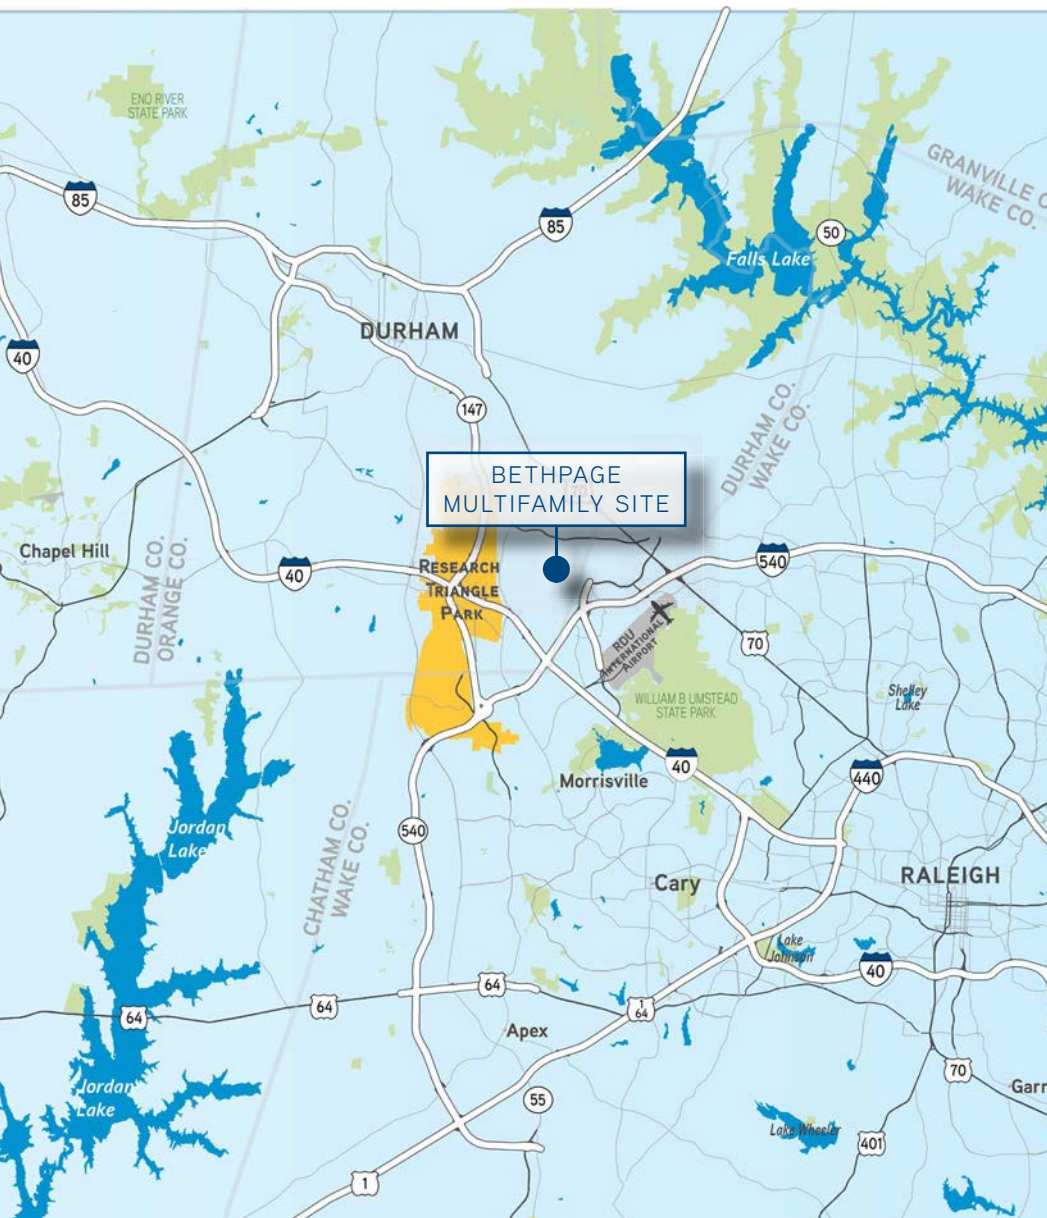 ENO RIVER
STATE PARK
GRANVILLE C
WAKE CO.
85
85
50
Falls Lake
DURHAM
40
147
DURHAM CO.
WAKE CO.
BETHPAGE
MULTIFAMILY SITE
70
Chapel Hill
DURHAM CO.
ORANGE CO.
40
RESEARCH
TRIANGLE
PARK
540
RDU
INTERNATIONAL
AIRPORT
70
WILLIAM B UMSTEAD
STATE PARK
Shelley
Lake
40
440
Morrisville
Jordan
Lake
540
CHATHAM CO.
WAKE CO.
Cary
RALEIGH
Lake
Johnson
40
64
64
64
1
64
Apex
Jordan
Lake
55
70
Garr
Lake Wheeler
401
1